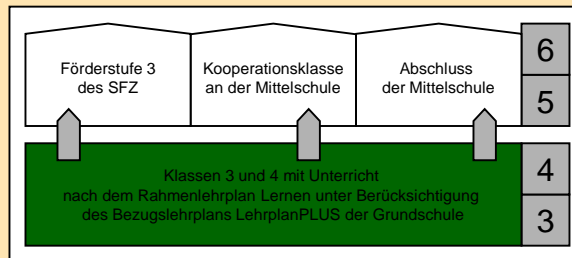 Förderstufe 3
des SFZ
Kooperationsklasse
an der Mittelschule
Abschluss
der Mittelschule
6
5
Klassen 3 und 4 mit Unterricht
nach dem Rahmenlehrplan Lernen unter Berücksichtigung
des Bezugslehrplans LehrplanPLUS der Grundschule
4
3